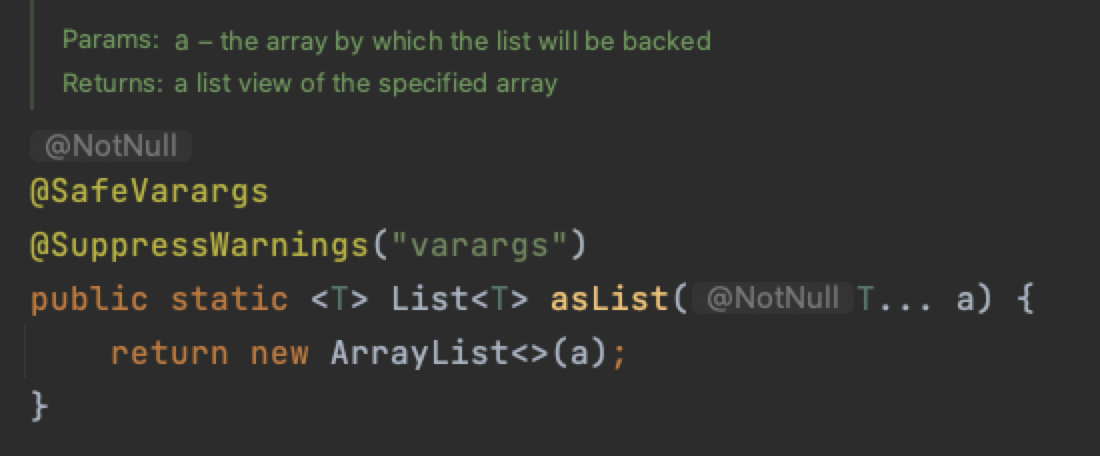 Params: a – the array by which the list will be backed
Returns: a list view of the specified array
@NotNull
@SafeVarargs
@SuppressWarnings("varargs")
public static <T> List<T> asList( @NotNull T... a) {
    return new ArrayList<>(a);
}